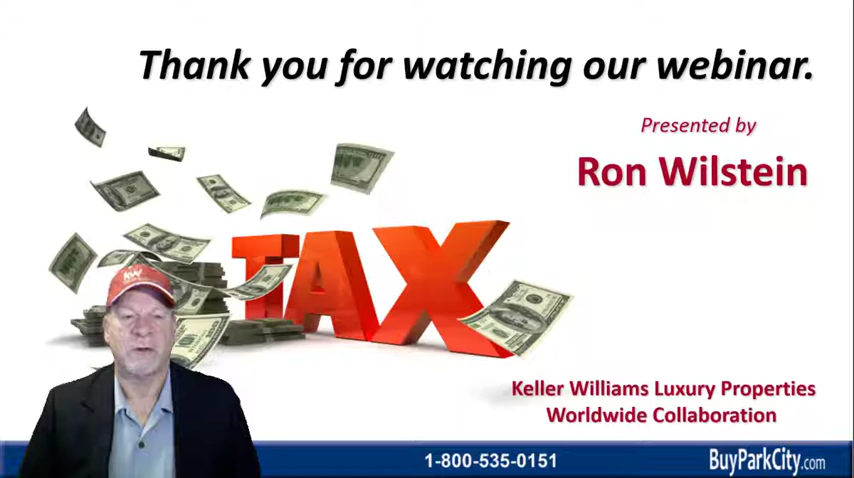 Thank you for watching our webinar.
Presented by
Ron Wilstein
TAX
kw
Keller Williams Luxury Properties
Worldwide Collaboration
1-800-535-0151
BuyParkCity.com